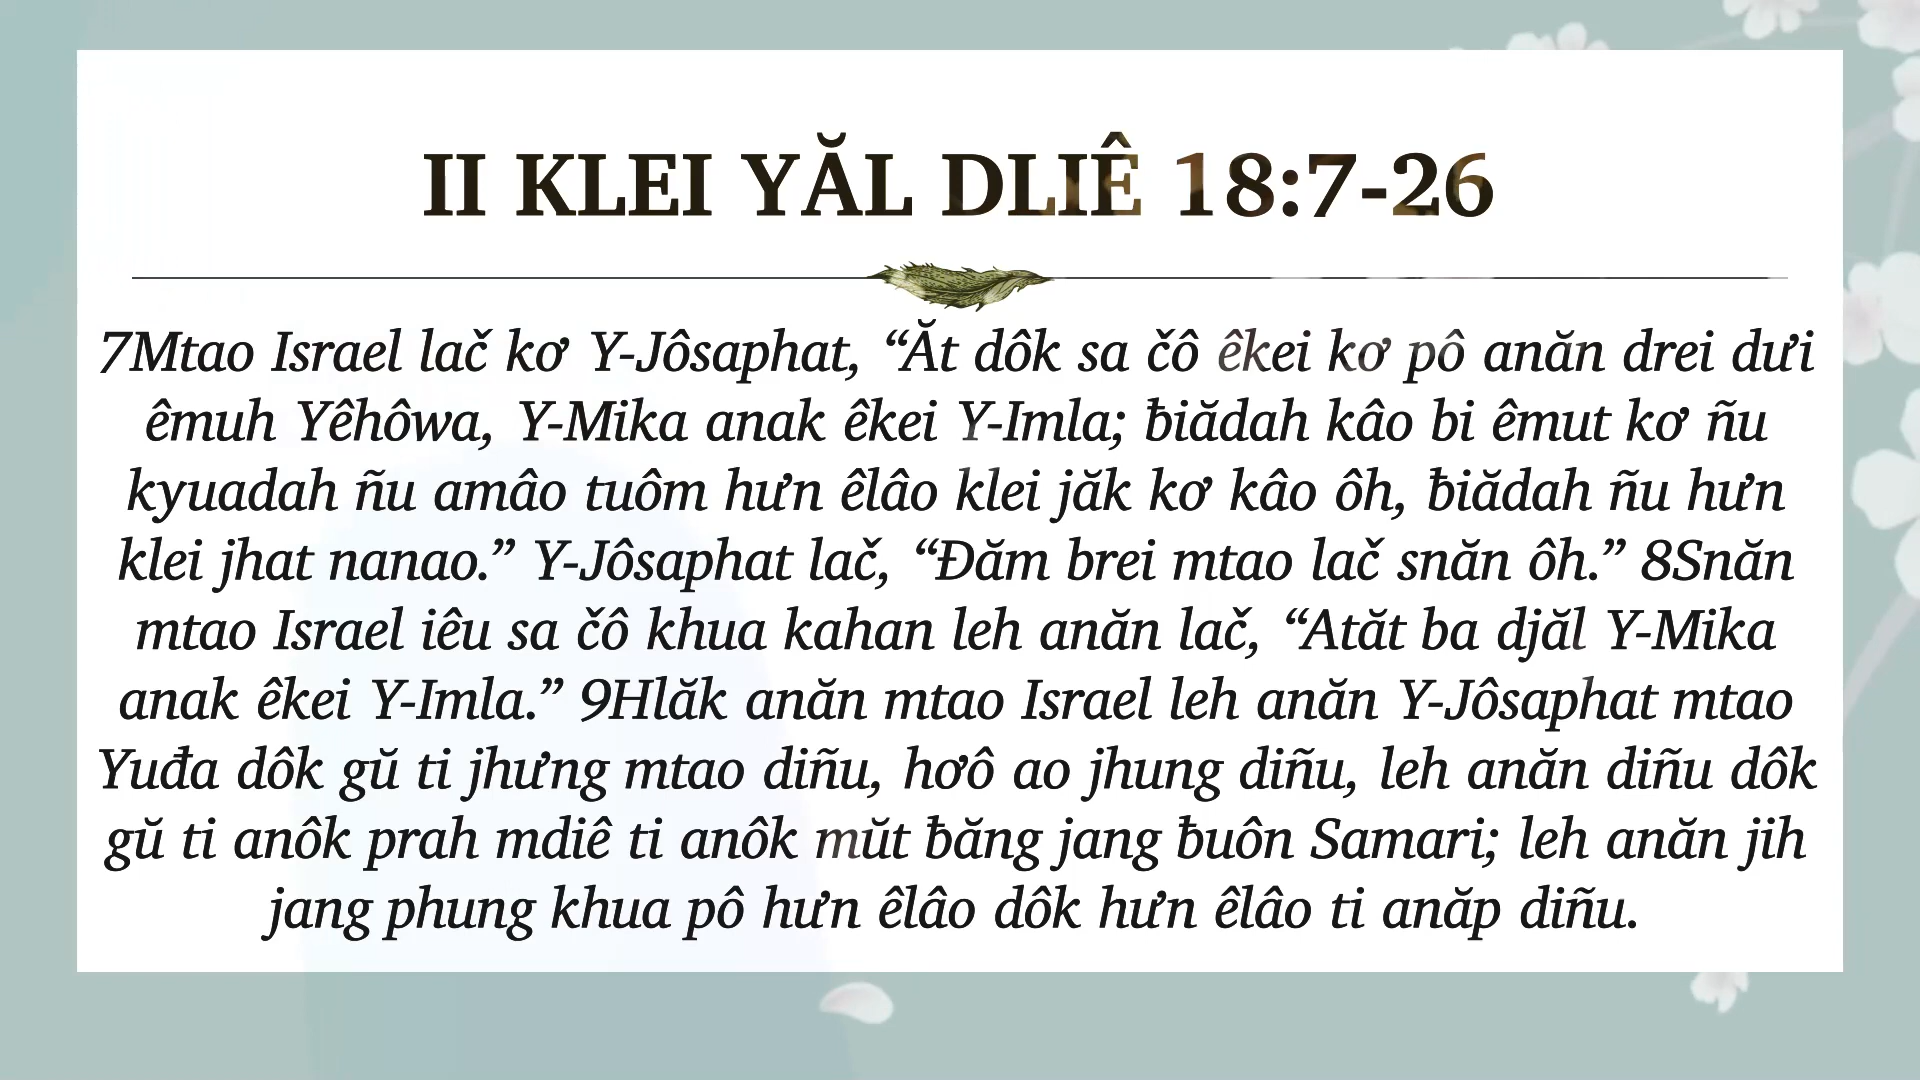 II KLEI YĂL DLIÊ 18:7-26
7Mtao Israel lač kơ Y-Jôsaphat, “Ăt dôk sa čô êkei kơ pô anăn drei dưi
êmuh Yêhôwa, Y-Mika anak êkei Y-Imla; ƀiădah kâo bi êmut kơ ñu
kyuadah ñu amâo tuôm hưn êlâo klei jăk kơ kâo ôh, ƀiădah ñu hưn
klei jhat nanao.” Y-Jôsaphat lač, “Đăm brei mtao lač snăn ôh.” 8Snăn
mtao Israel iêu sa čô khua kahan leh anăn lač, “Atăt ba djăl Y-Mika
anak êkei Y-Imla.” 9Hlăk anăn mtao Israel leh anăn Y-Jôsaphat mtao
Yuđa dôk gŭ ti jhưng mtao diñu, hơô ao jhung diñu, leh anăn diñu dôk
gŭ ti anôk prah mdiê ti anôk mŭt ƀăng jang ƀuôn Samari; leh anăn jih
jang phung khua pô hưn êlâo dôk hưn êlâo ti anăp diñu.